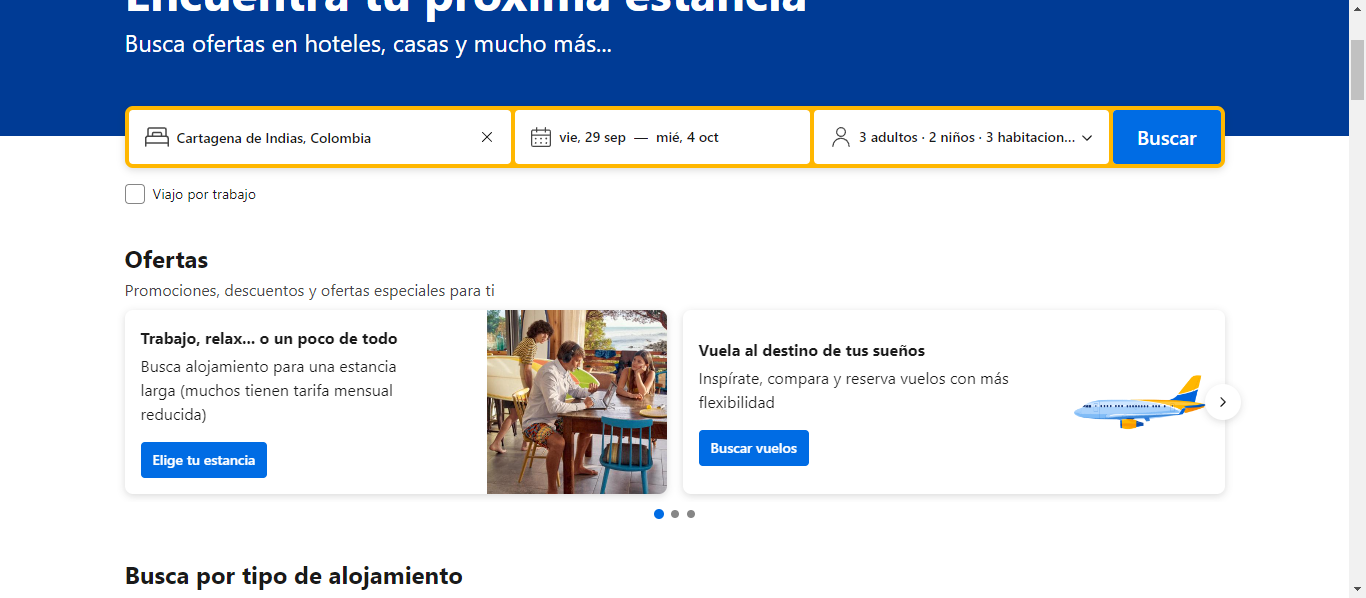 Encuentra tu próxima estancia
Busca ofertas en hoteles, casas y mucho más...
Cartagena de Indias, Colombia
vie, 29 sep — mié, 4 oct
3 adultos · 2 niños · 3 habitacion...
Buscar
Viajo por trabajo
Ofertas
Promociones, descuentos y ofertas especiales para ti
Trabajo, relax... o un poco de todo
Busca alojamiento para una estancia
larga (muchos tienen tarifa mensual
reducida)
Elige tu estancia
Vuela al destino de tus sueños
Inspírate, compara y reserva vuelos con más
flexibilidad
Buscar vuelos
Busca por tipo de alojamiento